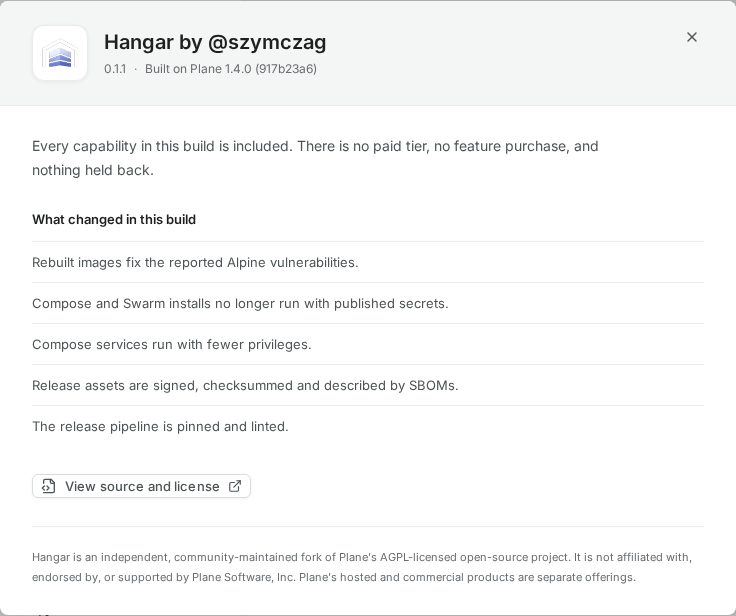 Hangar by @szymczag
0.1.1 · Built on Plane 1.4.0 (917b23a6)
Every capability in this build is included. There is no paid tier, no feature purchase, and
nothing held back.
What changed in this build
Rebuilt images fix the reported Alpine vulnerabilities.
Compose and Swarm installs no longer run with published secrets.
Compose services run with fewer privileges.
Release assets are signed, checksummed and described by SBOMs.
The release pipeline is pinned and linted.
View source and license
Hangar is an independent, community-maintained fork of Plane's AGPL-licensed open-source project. It is not affiliated with,
endorsed by, or supported by Plane Software, Inc. Plane's hosted and commercial products are separate offerings.